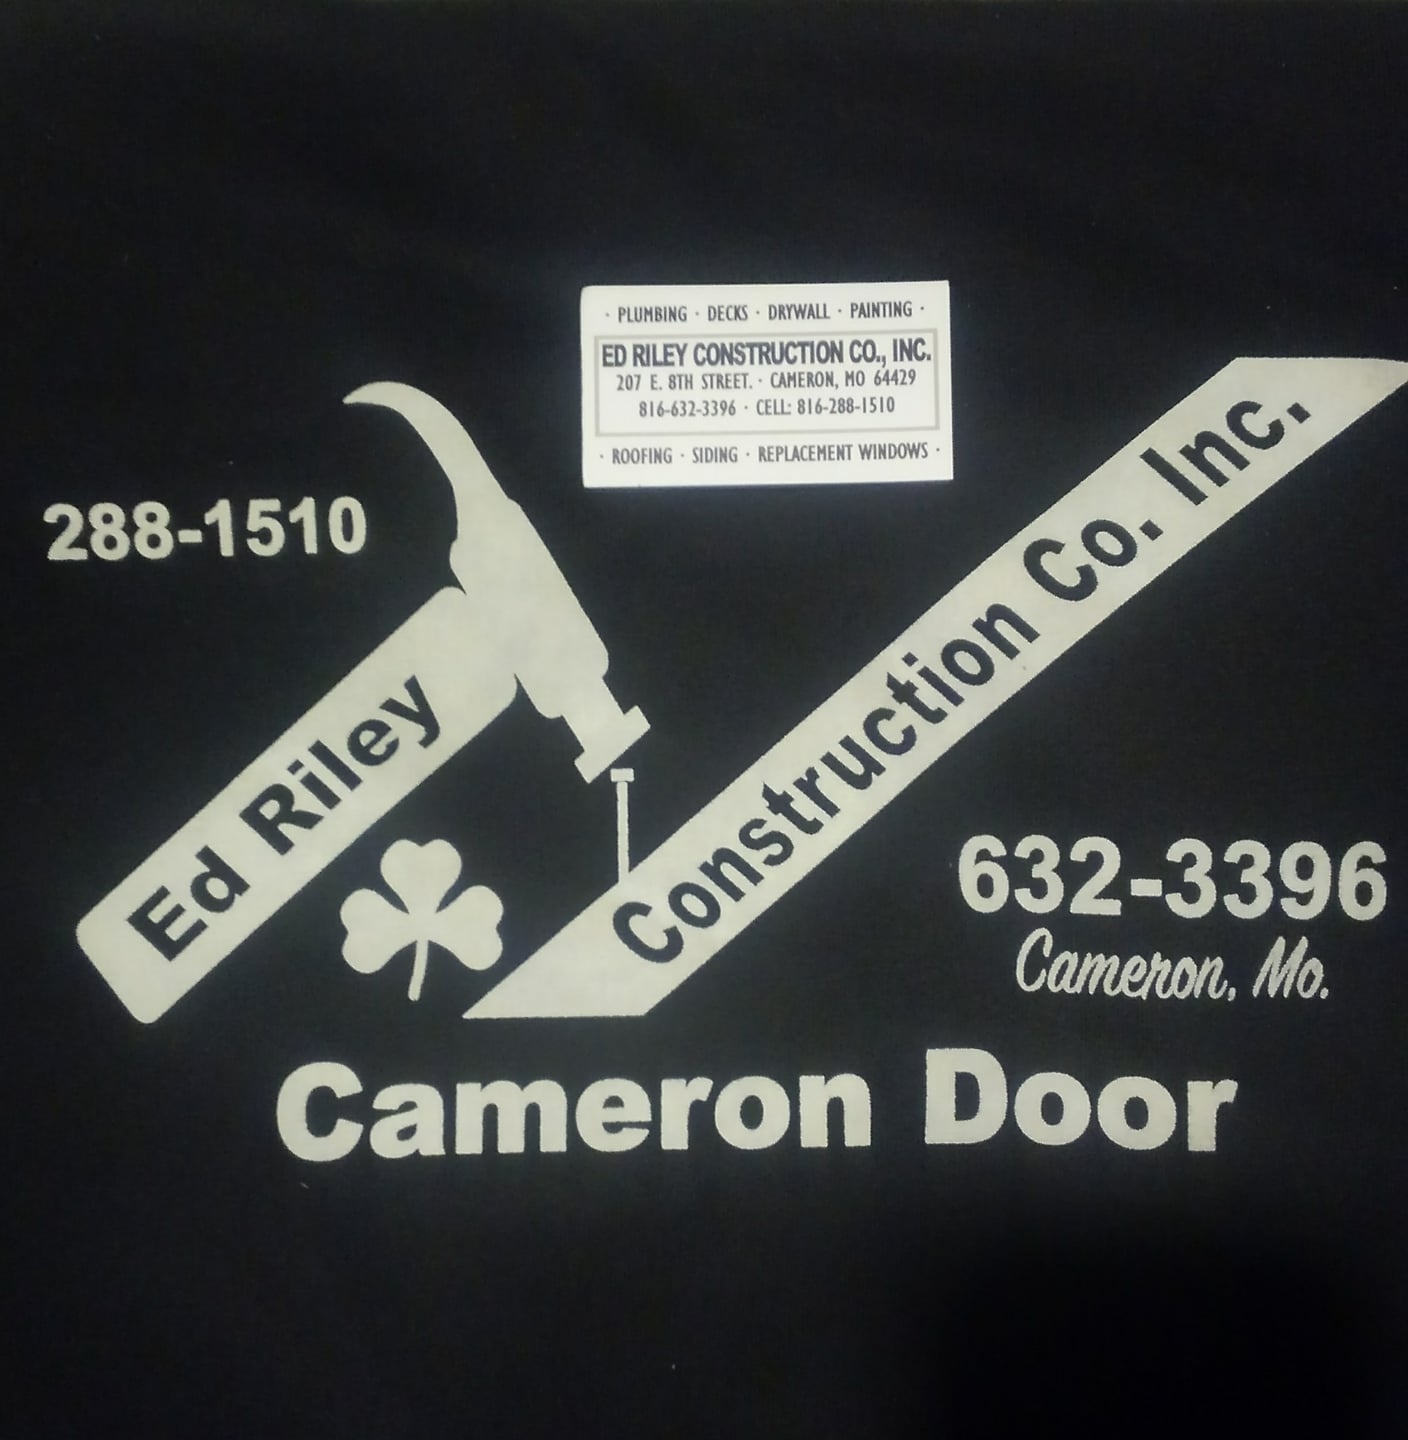 · PLUMBING · DECKS · DRYWALL · PAINTING ·
ED RILEY CONSTRUCTION CO., INC.
207 E. 8TH STREET. · CAMERON, MO 64429
816-632-3396 · CELL: 816-288-1510
· ROOFING · SIDING · REPLACEMENT WINDOWS ·
288-1510
Ed Riley
Construction Co. Inc.
632-3396
Cameron, Mo.
Cameron Door